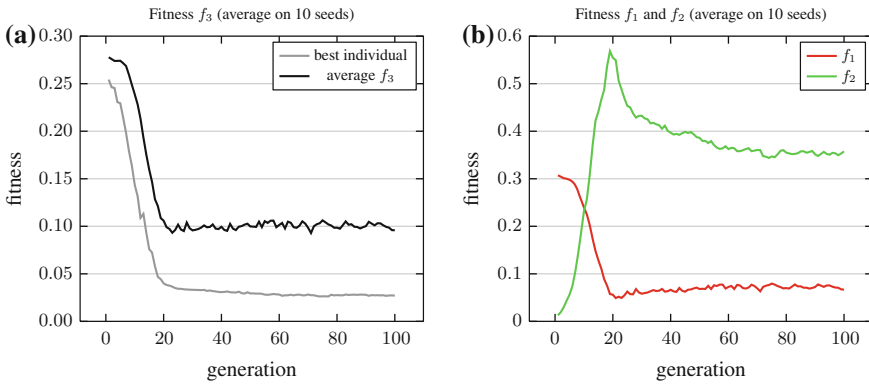 Fitness f₃ (average on 10 seeds)
(a)
0.30
0.25
0.20
0.15
0.10
0.05
0.00
fitness
best individual
average f₃
0 20 40 60 80 100
generation
Fitness f₁ and f₂ (average on 10 seeds)
(b)
0.6
0.5
0.4
0.3
0.2
0.1
0
fitness
f₁
f₂
0 20 40 60 80 100
generation